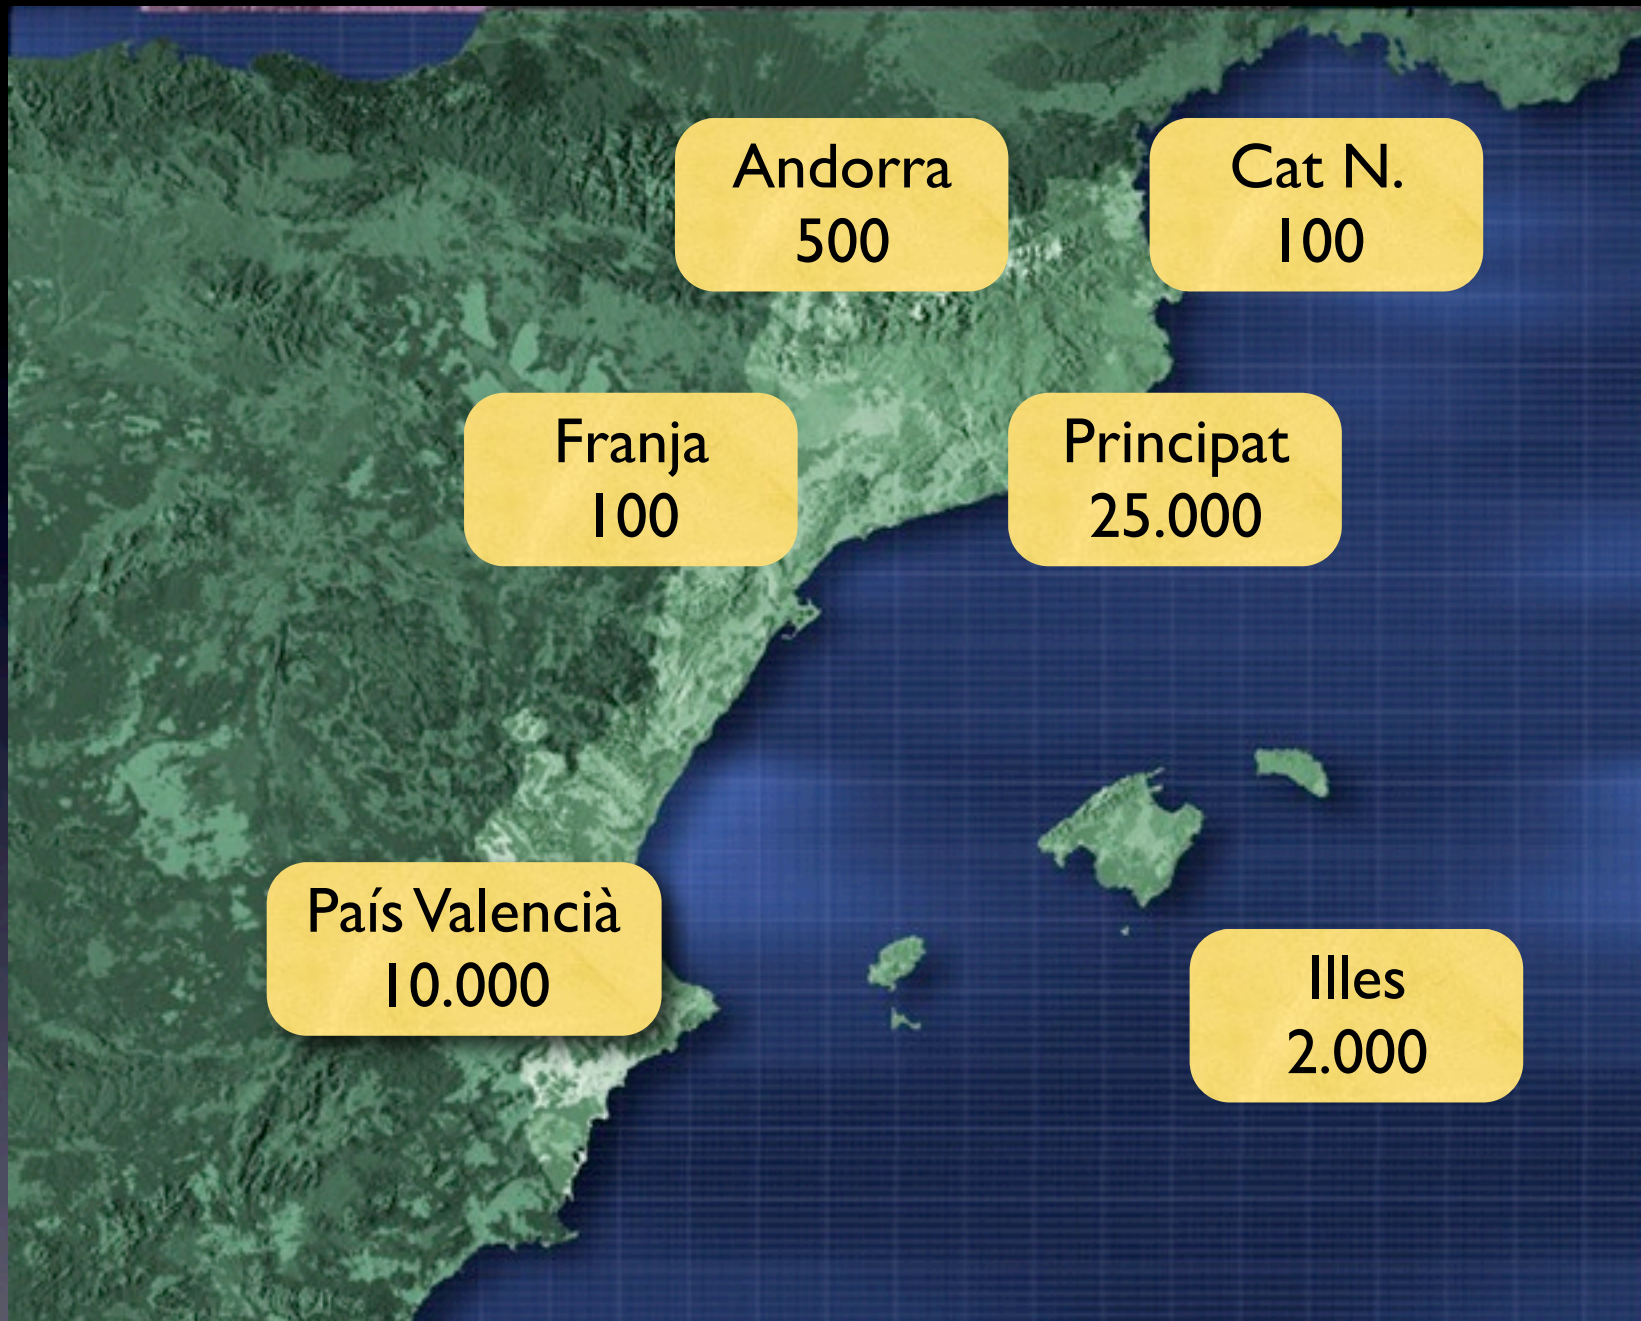 Andorra
500
Cat N.
100
Franja
100
Principat
25.000
País Valencià
10.000
Illes
2.000